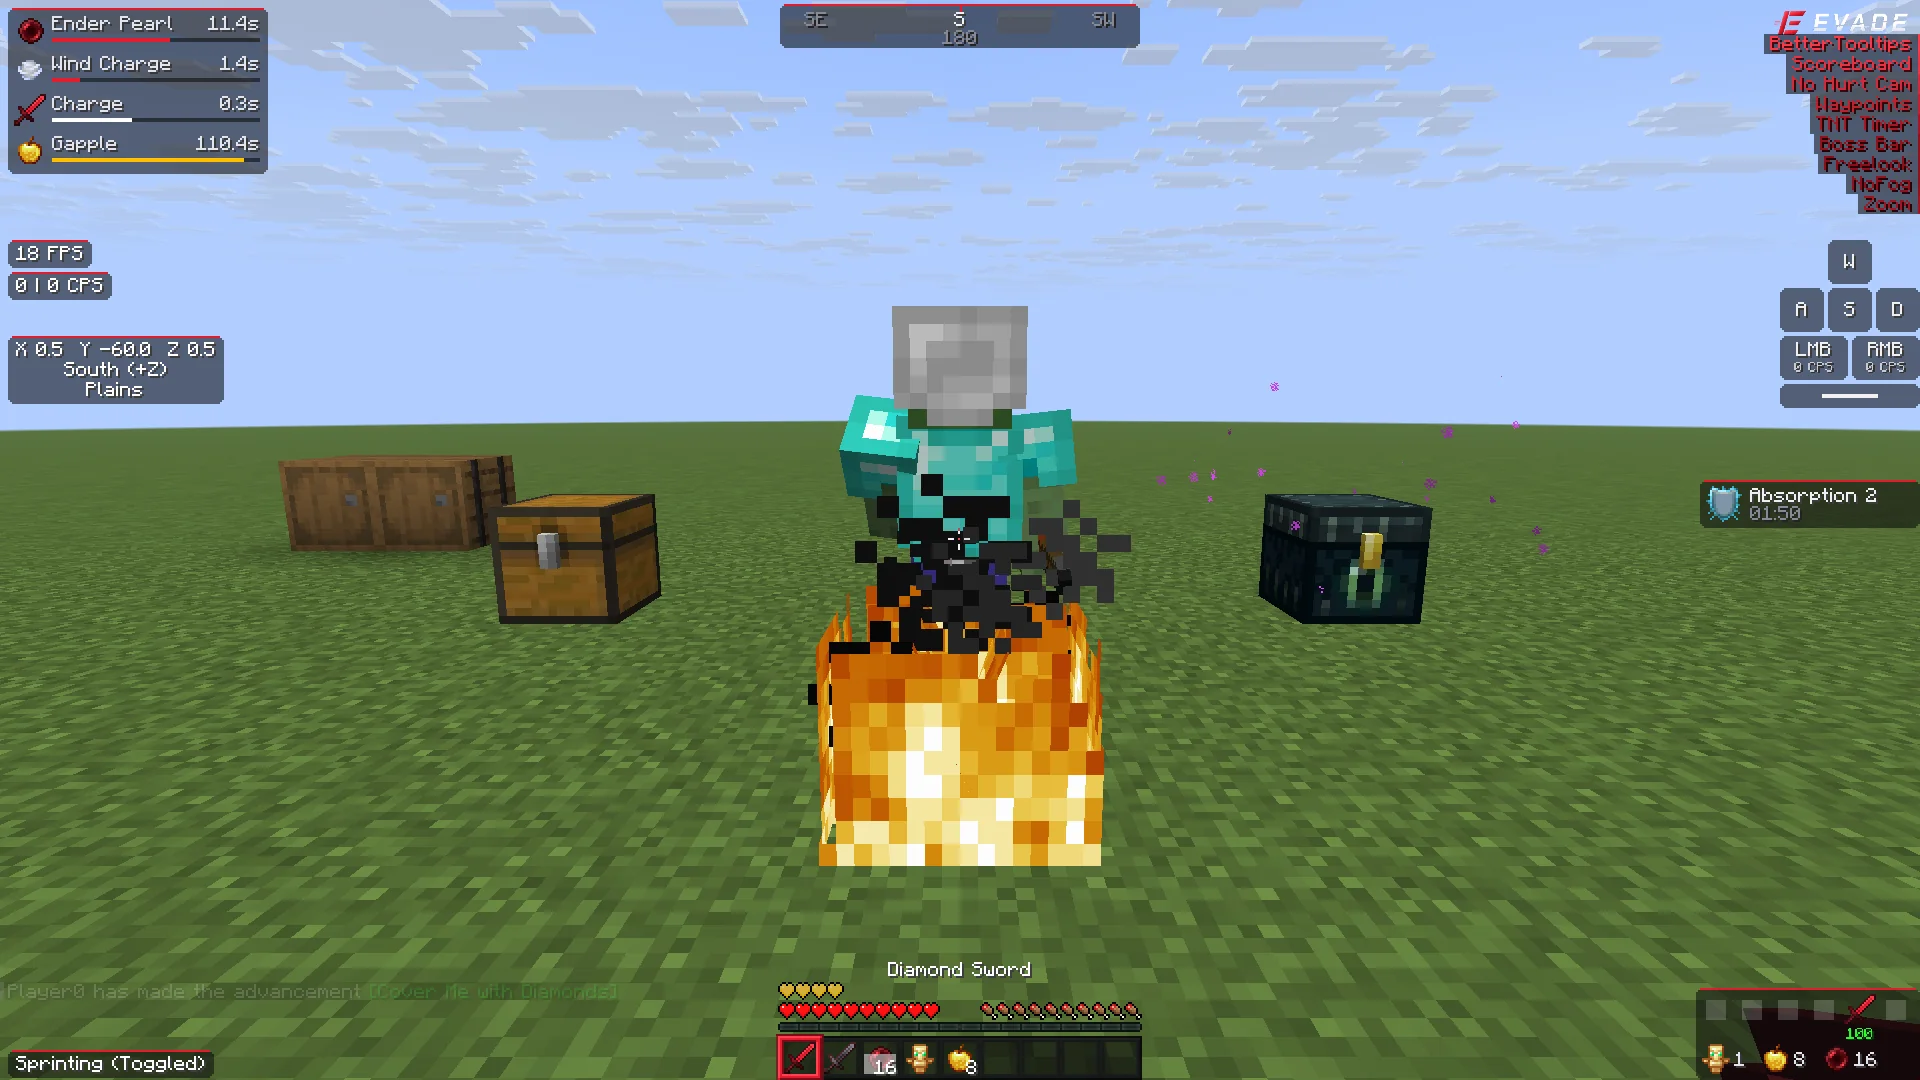 Ender Pearl 11.4s
Wind Charge 1.4s
Charge 0.3s
Gapple 110.4s
SE S SW
180
EVADE
Better Tooltips
Scoreboard
No Hurt Cam
Waypoints
TNT Timer
Boss Bar
Freelook
NoFog
Zoom
18 FPS
0 | 0 CPS
X 0.5 Y -60.0 Z 0.5
South (+Z)
Plains
W
A S D
LMB RMB
0 CPS 0 CPS
Absorption 2
01:50
Diamond Sword
Player0 has made the advancement [Cover Me with Diamonds]
Sprinting (Toggled)
16 8
100
1 8 16